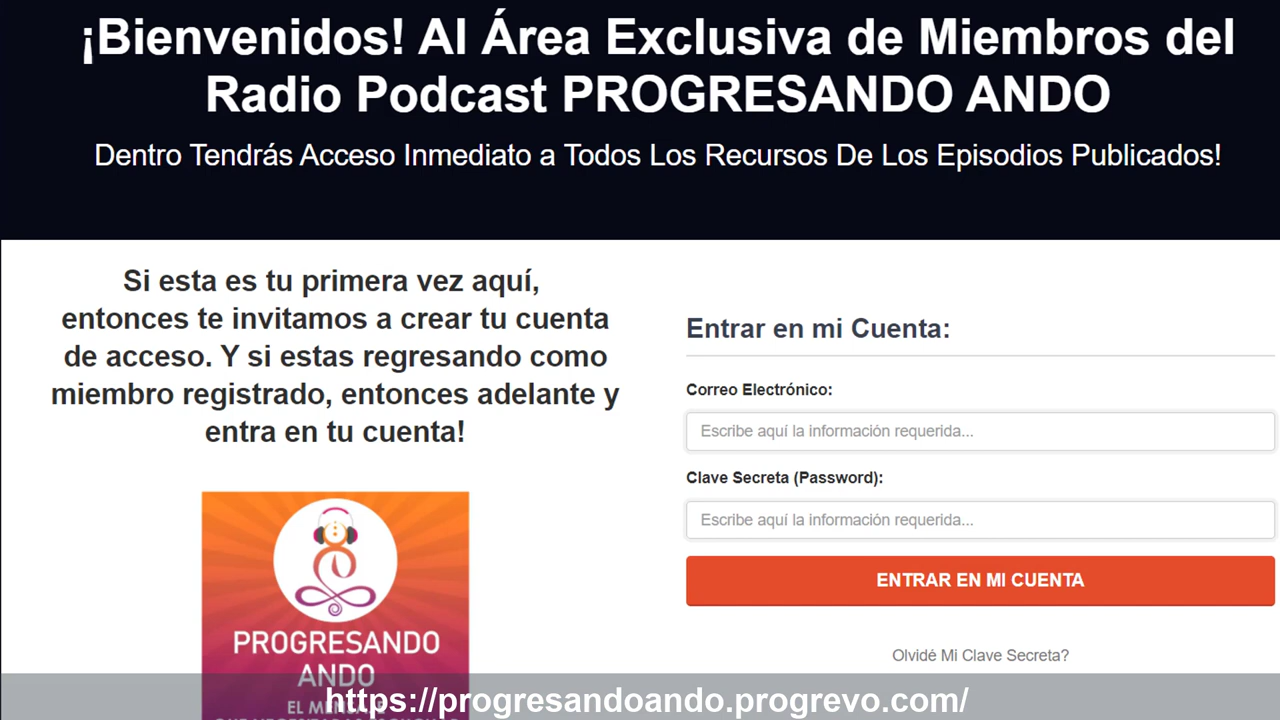 ¡Bienvenidos! Al Área Exclusiva de Miembros del
Radio Podcast PROGRESANDO ANDO
Dentro Tendrás Acceso Inmediato a Todos Los Recursos De Los Episodios Publicados!
Si esta es tu primera vez aquí,
entonces te invitamos a crear tu cuenta
de acceso. Y si estas regresando como
miembro registrado, entonces adelante y
entra en tu cuenta!
Entrar en mi Cuenta:
Correo Electrónico:
Escribe aquí la información requerida...
Clave Secreta (Password):
Escribe aquí la información requerida...
ENTRAR EN MI CUENTA
Olvidé Mi Clave Secreta?
PROGRESANDO
ANDO
EL
https://progresandoando.progrevo.com/